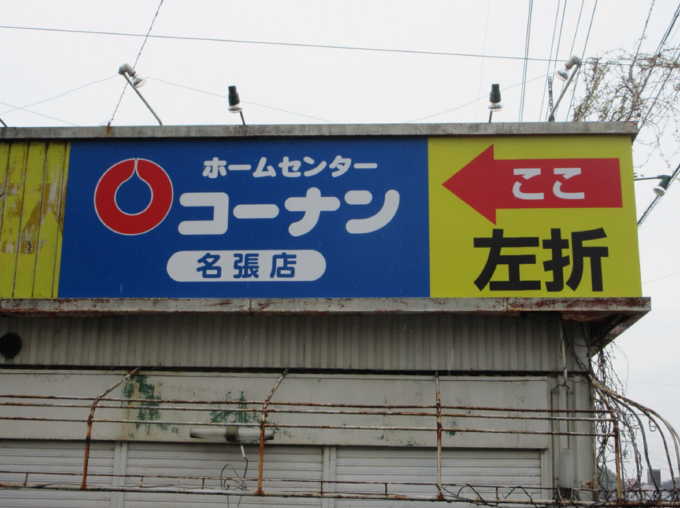 ホームセンター
コーナン
名張店
ここ
左折